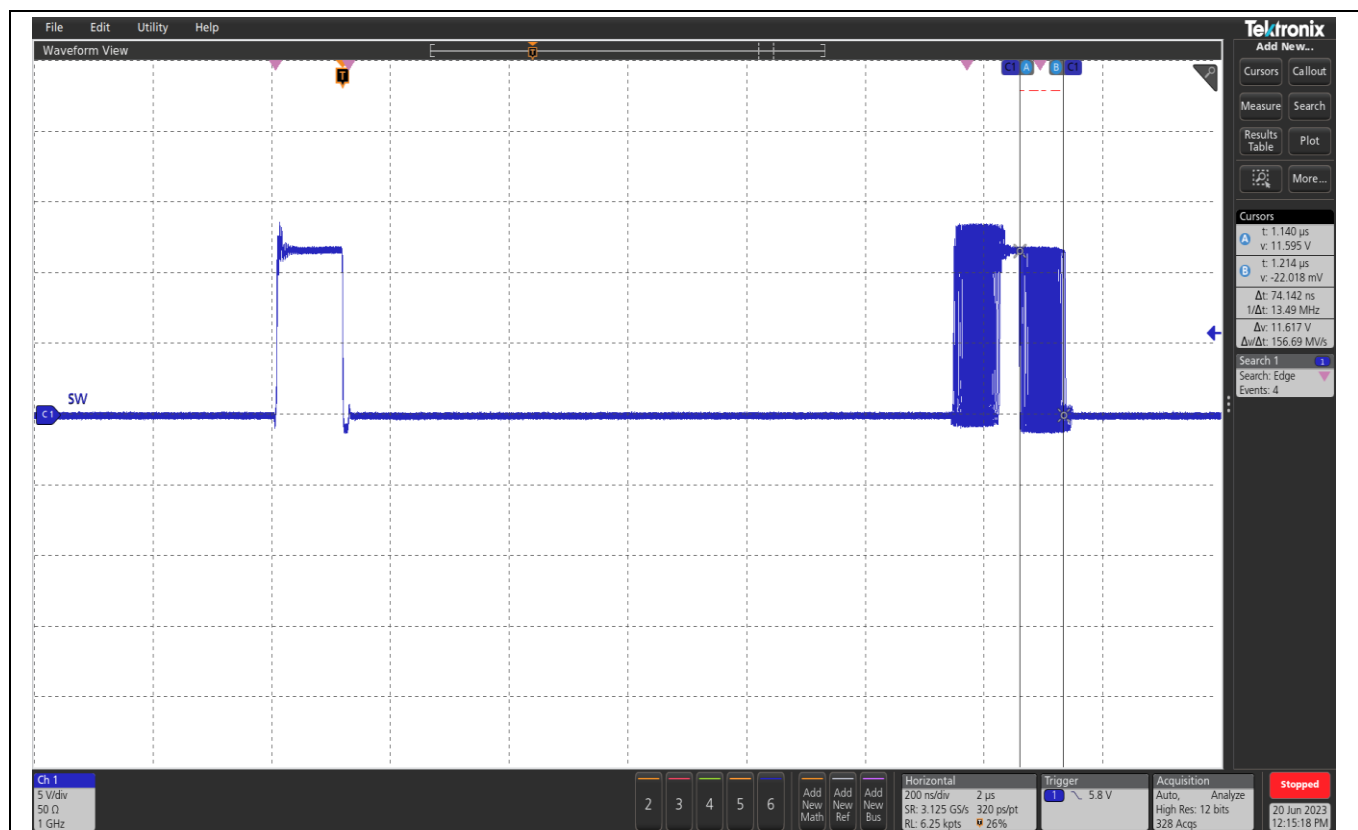 File Edit Utility Help
Tektronix
Waveform View
Add New...
T
T
C1 A B C1
Cursors Callout
Measure Search
Results Table Plot
More...
Cursors
A t: 1.140 µs
v: 11.595 V
B t: 1.214 µs
v: -22.018 mV
Δt: 74.142 ns
1/Δt: 13.49 MHz
Δv: 11.617 V
Δv/Δt: 156.69 MV/s
Search 1 1
Search: Edge
Events: 4
SW
C1
Ch 1
5 V/div
50 Ω
1 GHz
2 3 4 5 6
Add New Math
Add New Ref
Add New Bus
Horizontal
200 ns/div 2 µs
SR: 3.125 GS/s 320 ps/pt
RL: 6.25 kpts T 26%
Trigger
1 5.8 V
Acquisition
Auto, Analyze
High Res: 12 bits
328 Acqs
Stopped
20 Jun 2023
12:15:18 PM